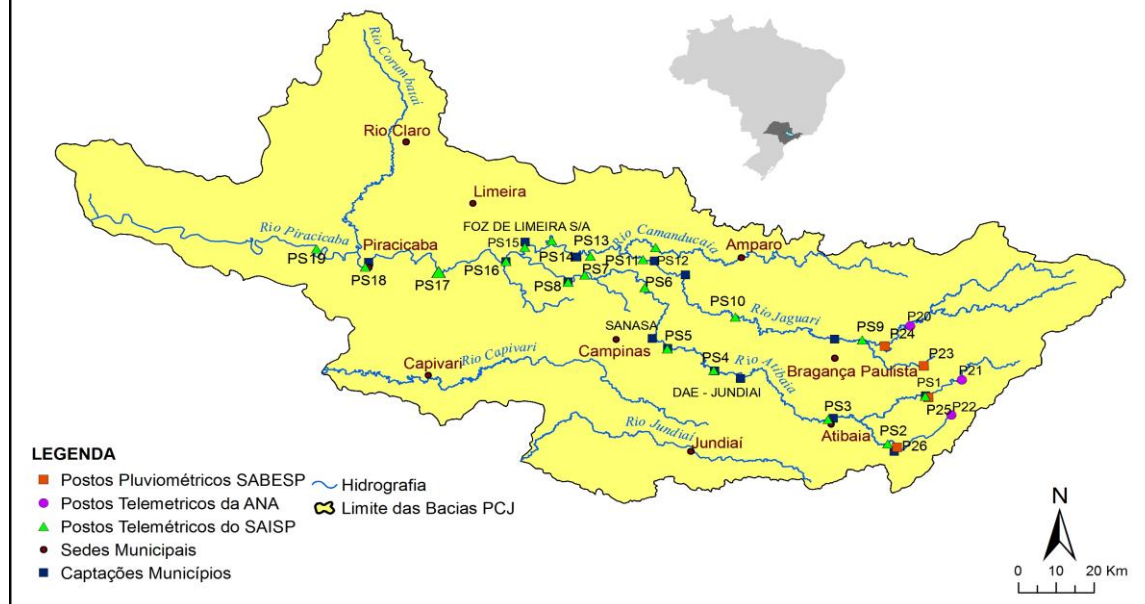 Rio Corumbataí
Rio Claro
Limeira
FOZ DE LIMEIRA S/A
Rio Camanducaia
Rio Piracicaba
Piracicaba
PS15
PS13
Amparo
PS19
PS14
PS11
PS12
PS16
PS7
PS18
PS17
PS8
PS6
PS10
Rio Jaguari
P20
PS9
P24
SANASA
PS5
Campinas
Rio Capivari
Capivari
PS4
Rio Atibaia
Bragança Paulista
P23
P21
PS1
DAE - JUNDIAI
P25
P22
PS3
Atibaia
PS2
P26
Rio Jundiaí
Jundiaí
LEGENDA
Postos Pluviométricos SABESP
Hidrografia
Postos Telemetricos da ANA
Limite das Bacias PCJ
Postos Telemétricos do SAISP
Sedes Municipais
Captações Municípios
N
0 10 20 Km